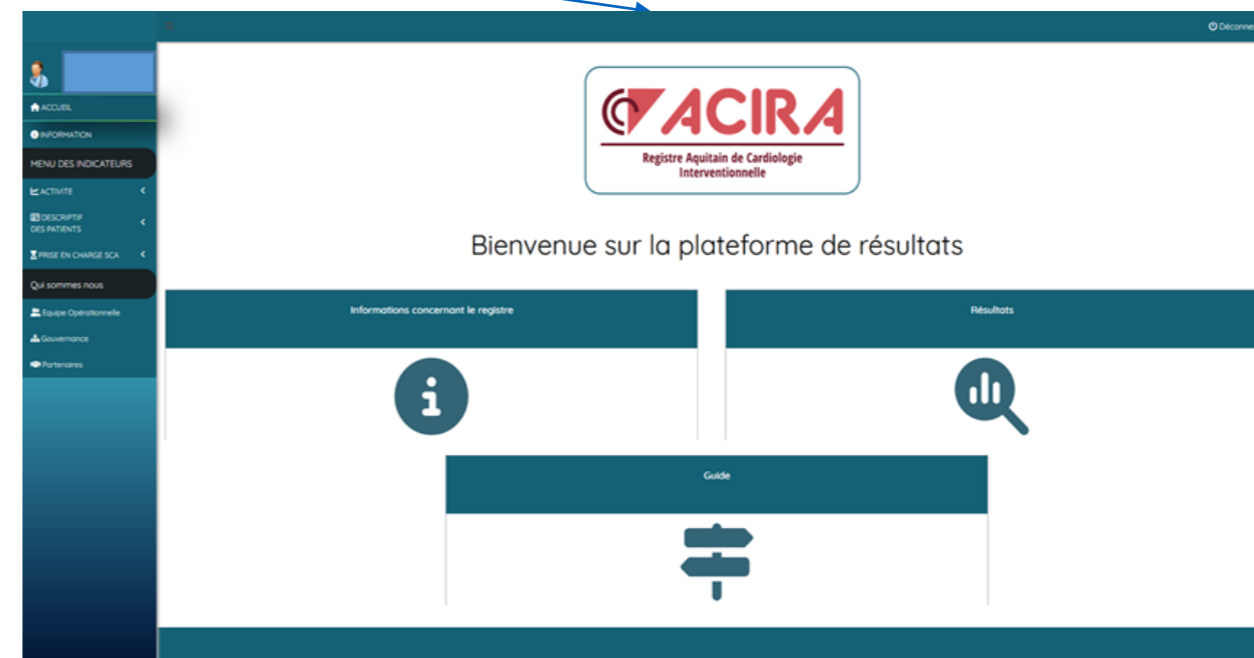 Déconne
ACCUEIL
INFORMATION
MENU DES INDICATEURS
ACTIVITE
DESCRIPTIF
DES PATIENTS
PRISE EN CHARGE SCA
Qui sommes nous
Equipe Opérationnelle
Gouvernance
Partenaires
ACIRA
Registre Aquitain de Cardiologie
Interventionnelle
Bienvenue sur la plateforme de résultats
Informations concernant le registre
Résultats
Guide